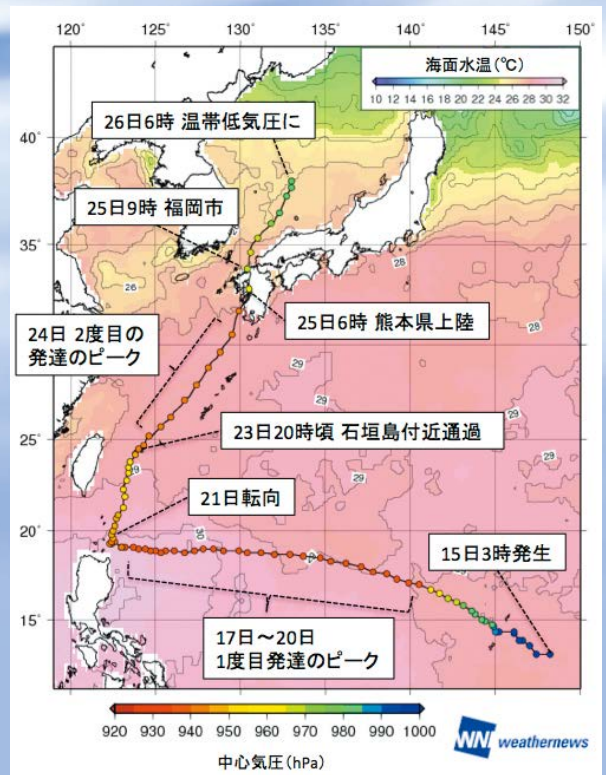 120° 125° 130° 135° 140° 145° 150°
海面水温(℃)
10 12 14 16 18 20 22 24 26 28 30 32
26日6時 温帯低気圧に
40°
25日9時 福岡市
35°
28
26
25日6時 熊本県上陸
24日 2度目の
発達のピーク
28
29
29
23日20時頃 石垣島付近通過
25°
29
29
29
21日転向
20°
30
15日3時発生
15°
17日～20日
1度目発達のピーク
920 930 940 950 960 970 980 985 990 1000
中心気圧(hPa)
WNI weathernews